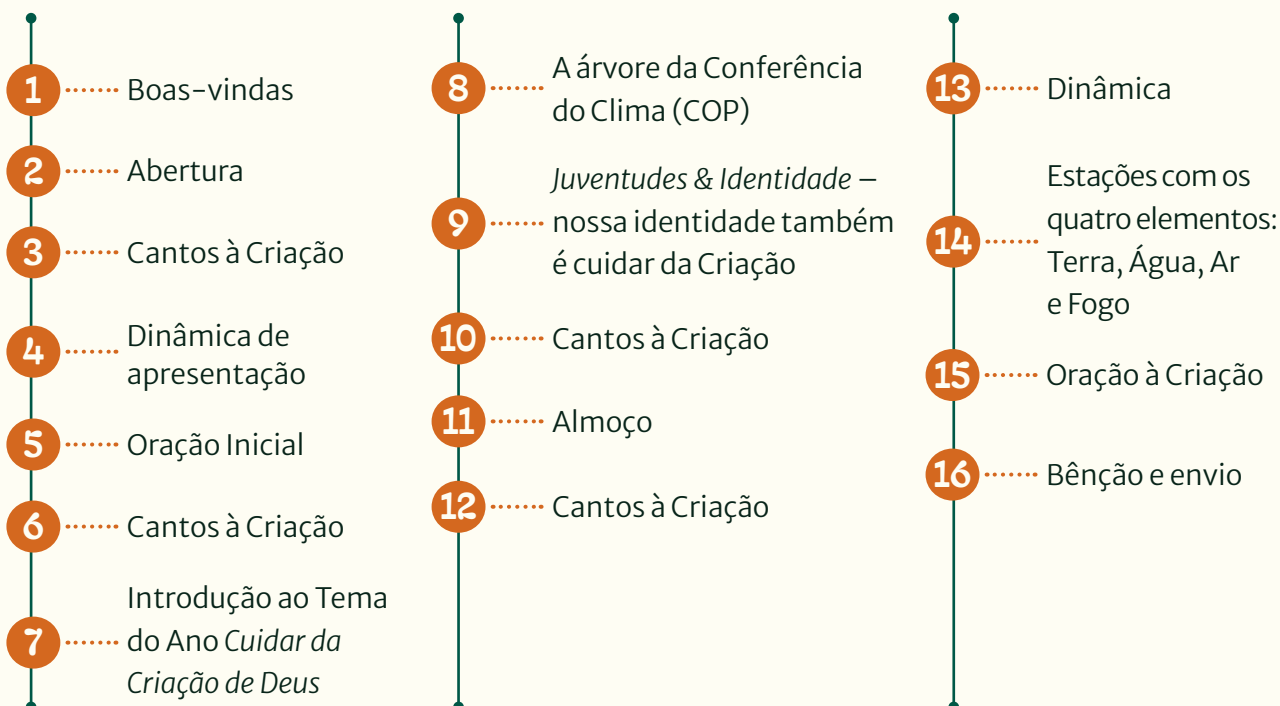 1 Boas-vindas
2 Abertura
3 Cantos à Criação
4 Dinâmica de
apresentação
5 Oração Inicial
6 Cantos à Criação
7 Introdução ao Tema
do Ano Cuidar da
Criação de Deus
8 A árvore da Conferência
do Clima (COP)
9 Juventudes & Identidade –
nossa identidade também
é cuidar da Criação
10 Cantos à Criação
11 Almoço
12 Cantos à Criação
13 Dinâmica
14 Estações com os
quatro elementos:
Terra, Água, Ar
e Fogo
15 Oração à Criação
16 Bênção e envio